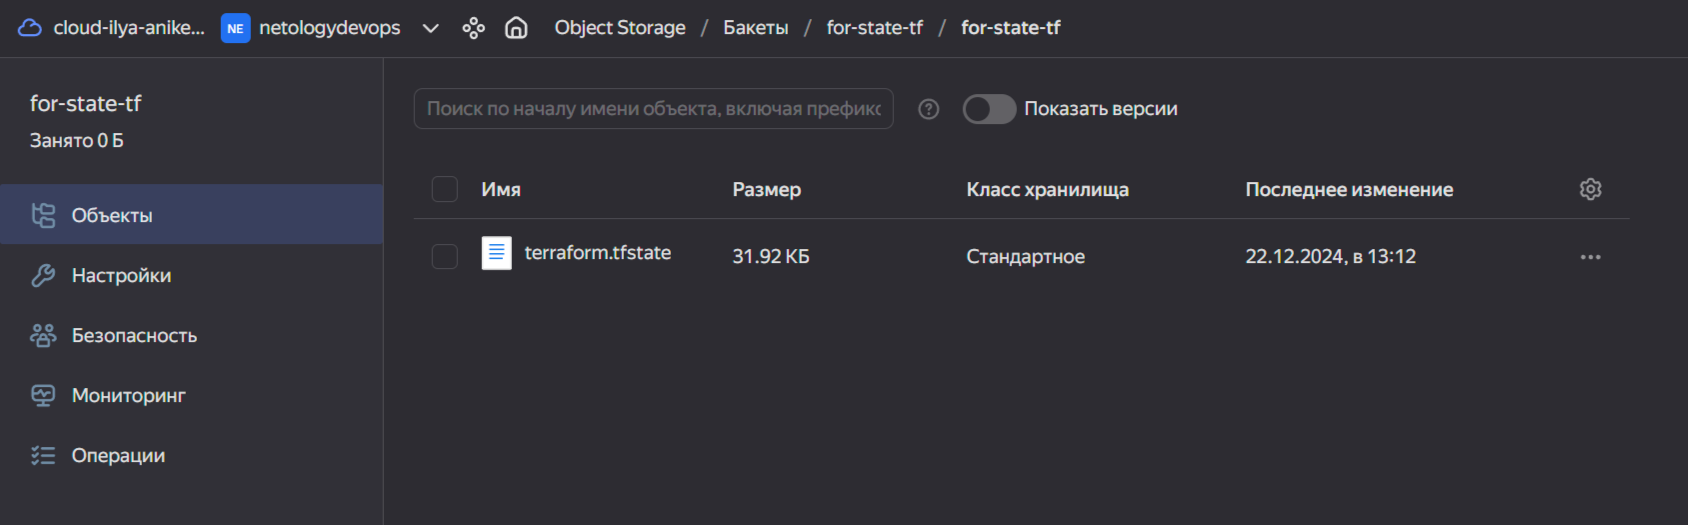 cloud-ilya-anike... NE netologydevops Object Storage / Бакеты / for-state-tf / for-state-tf
for-state-tf
Занято 0 Б
Объекты
Настройки
Безопасность
Мониторинг
Операции
Поиск по началу имени объекта, включая префикс Показать версии
Имя Размер Класс хранилища Последнее изменение
terraform.tfstate 31.92 КБ Стандартное 22.12.2024, в 13:12